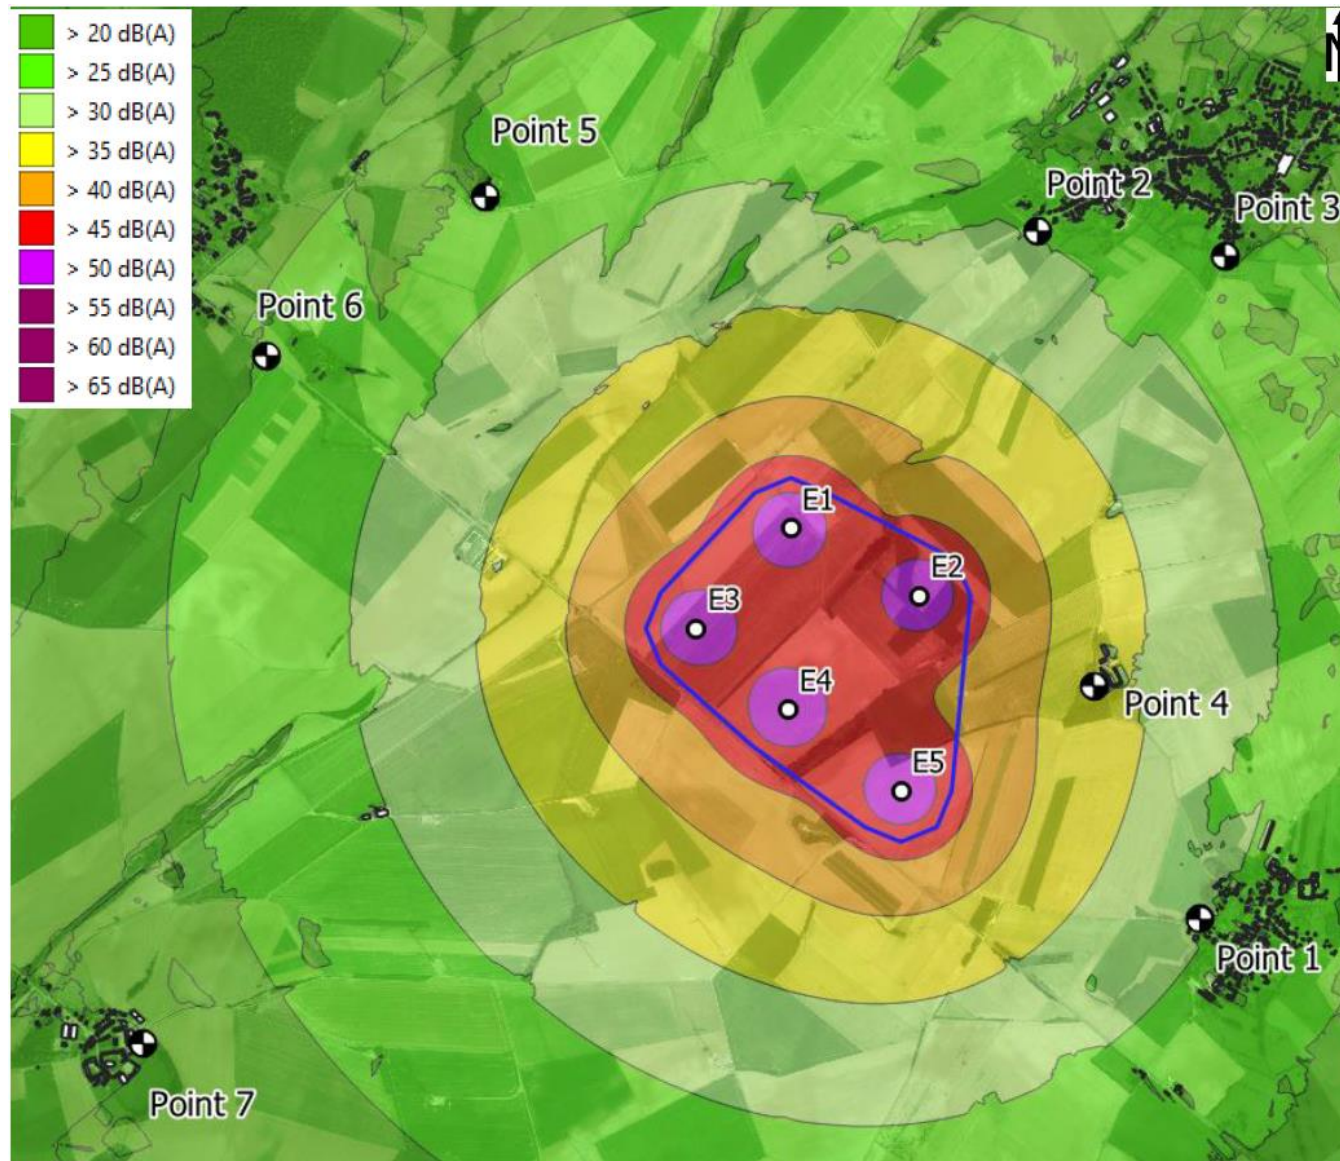 > 20 dB(A)
> 25 dB(A)
> 30 dB(A)
> 35 dB(A)
> 40 dB(A)
> 45 dB(A)
> 50 dB(A)
> 55 dB(A)
> 60 dB(A)
> 65 dB(A)
N
Point 5
Point 2
Point 3
Point 6
E1
E2
E3
E4
Point 4
E5
Point 1
Point 7